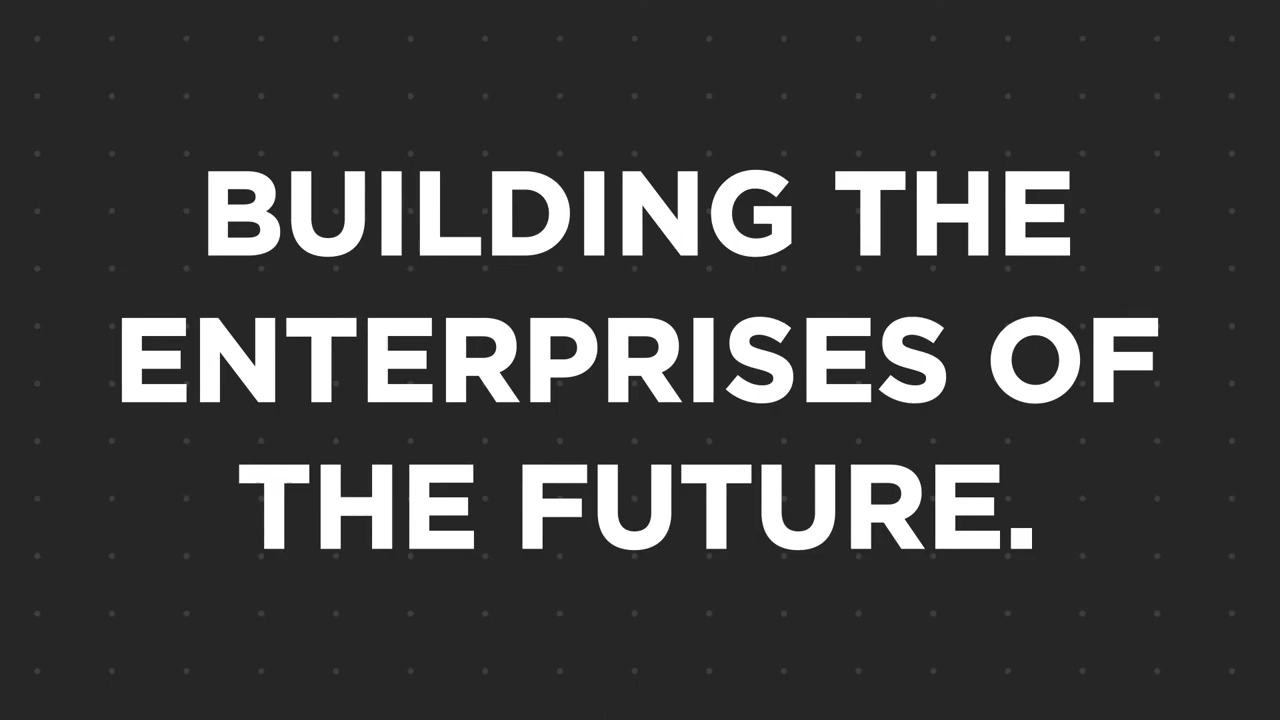 BUILDING THE
ENTERPRISES OF
THE FUTURE.